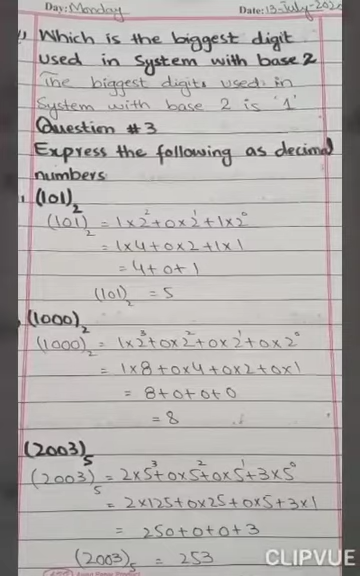 Day: Monday Date: 13-July-202
Which is the biggest digit
used in System with base 2
The biggest digit used in
System with base 2 is '1'
Question #3
Express the following as decimal
numbers
(101)₂
(101)₂ = 1×2²+0×2¹+1×2⁰
= 1×4+0×2+1×1
= 4+0+1
(101)₂ = 5
(1000)₂
(1000)₂ = 1×2³+0×2²+0×2¹+0×2⁰
= 1×8+0×4+0×2+0×1
= 8+0+0+0
= 8
(2003)₅
(2003)₅ = 2×5³+0×5²+0×5¹+3×5⁰
= 2×125+0×25+0×5+3×1
= 250+0+0+3
(2003)₅ = 253
CLIPVUE